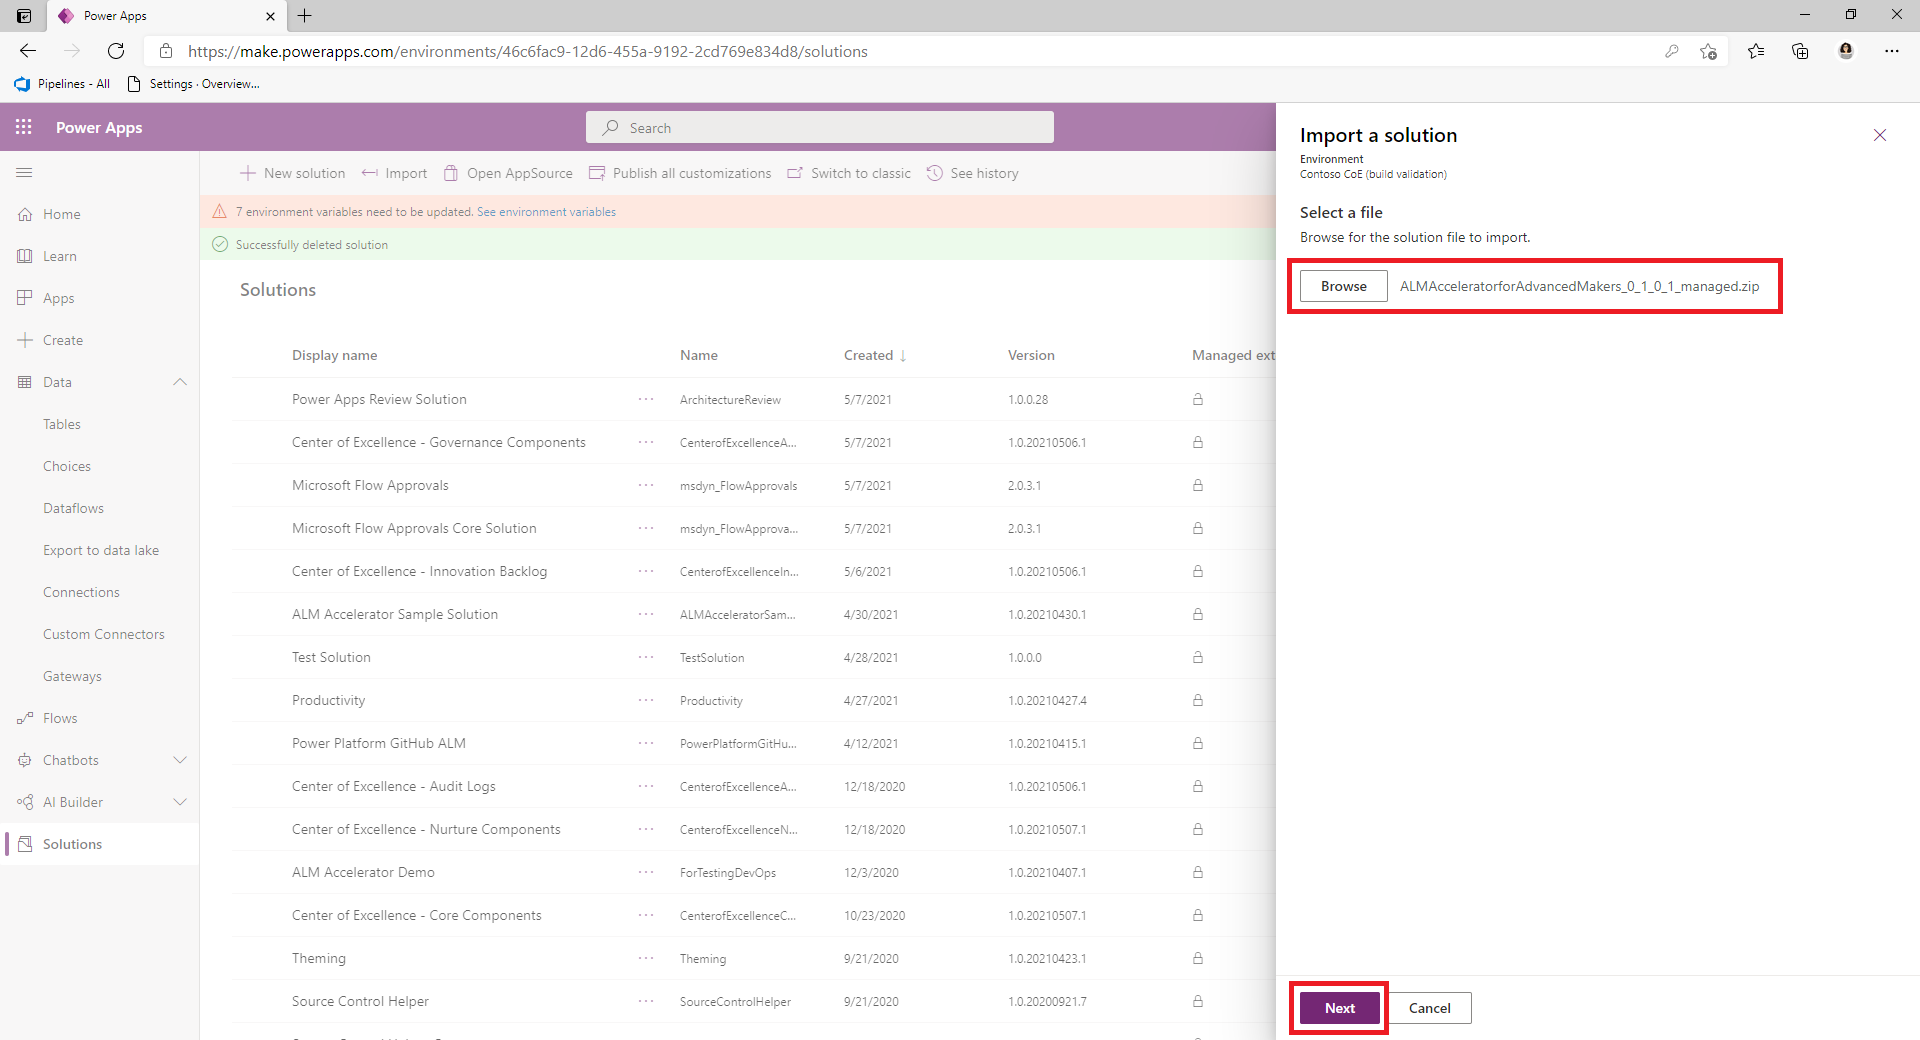 Power Apps
https://make.powerapps.com/environments/46c6fac9-12d6-455a-9192-2cd769e834d8/solutions
Pipelines - All
Settings · Overview...
Power Apps
Search
New solution
Import
Open AppSource
Publish all customizations
Switch to classic
See history
7 environment variables need to be updated. See environment variables
Successfully deleted solution
Home
Learn
Apps
Create
Data
Tables
Choices
Dataflows
Export to data lake
Connections
Custom Connectors
Gateways
Flows
Chatbots
AI Builder
Solutions
Solutions
Display name Name Created Version Managed ext
Power Apps Review Solution ··· ArchitectureReview 5/7/2021 1.0.0.28
Center of Excellence - Governance Components ··· CenterofExcellenceA... 5/7/2021 1.0.20210506.1
Microsoft Flow Approvals ··· msdyn_FlowApprovals 5/7/2021 2.0.3.1
Microsoft Flow Approvals Core Solution ··· msdyn_FlowApprova... 5/7/2021 2.0.3.1
Center of Excellence - Innovation Backlog ··· CenterofExcellenceIn... 5/6/2021 1.0.20210506.1
ALM Accelerator Sample Solution ··· ALMAcceleratorSam... 4/30/2021 1.0.20210430.1
Test Solution ··· TestSolution 4/28/2021 1.0.0.0
Productivity ··· Productivity 4/27/2021 1.0.20210427.4
Power Platform GitHub ALM ··· PowerPlatformGitHu... 4/12/2021 1.0.20210415.1
Center of Excellence - Audit Logs ··· CenterofExcellenceA... 12/18/2020 1.0.20210506.1
Center of Excellence - Nurture Components ··· CenterofExcellenceN... 12/18/2020 1.0.20210507.1
ALM Accelerator Demo ··· ForTestingDevOps 12/3/2020 1.0.20210407.1
Center of Excellence - Core Components ··· CenterofExcellenceC... 10/23/2020 1.0.20210507.1
Theming ··· Theming 9/21/2020 1.0.20210423.1
Source Control Helper ··· SourceControlHelper 9/21/2020 1.0.20200921.7
Import a solution
Environment
Contoso CoE (build validation)
Select a file
Browse for the solution file to import.
Browse ALMAcceleratorforAdvancedMakers_0_1_0_1_managed.zip
Next Cancel